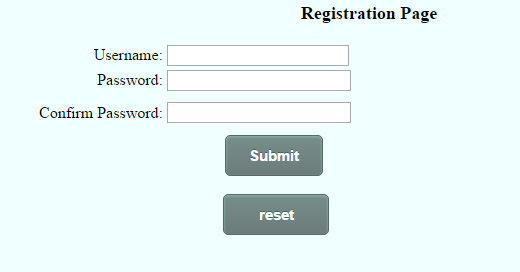 Registration Page
Username:
Password:
Confirm Password:
Submit
reset